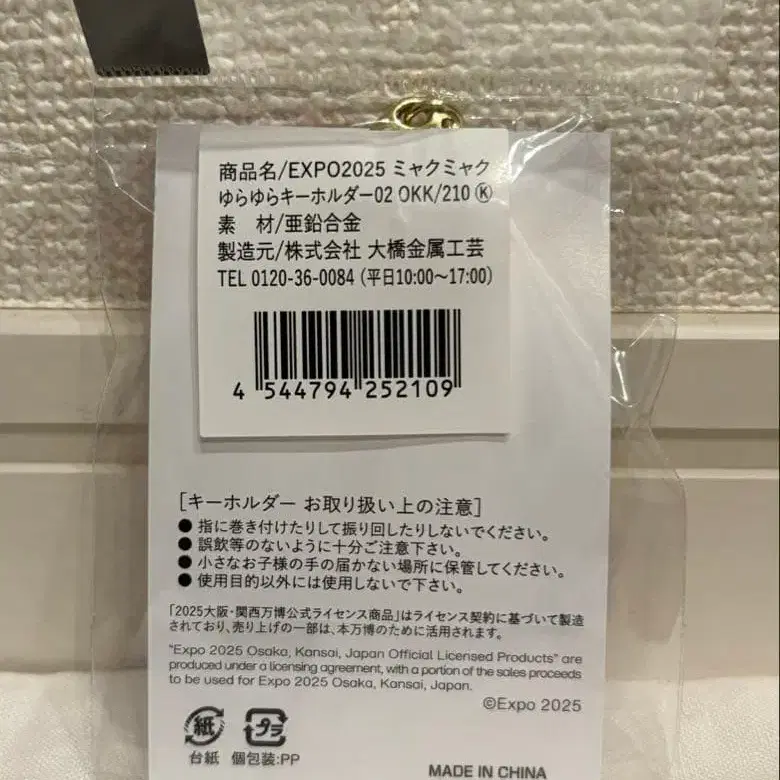 商品名/EXPO2025 ミャクミャク
ゆらゆらキーホルダー02 OKK/210 Ⓚ
素　材/亜鉛合金
製造元/株式会社 大橋金属工芸
TEL 0120-36-0084（平日10:00～17:00）
4 544794 252109
［キーホルダー お取り扱い上の注意］
● 指に巻き付けたりして振り回したりしないでください。
● 誤飲等のないように十分ご注意下さい。
● 小さなお子様の手の届かない場所に保管してください。
● 使用目的以外には使用しないで下さい。
「2025大阪・関西万博公式ライセンス商品」はライセンス契約に基づいて製造
されており、売り上げの一部は、本万博のために活用されます。
"Expo 2025 Osaka, Kansai, Japan Official Licensed Products" are
produced under a licensing agreement, with a portion of the sales proceeds
to be used for Expo 2025 Osaka, Kansai, Japan.
©Expo 2025
紙 プラ
台紙 個包装:PP
MADE IN CHINA